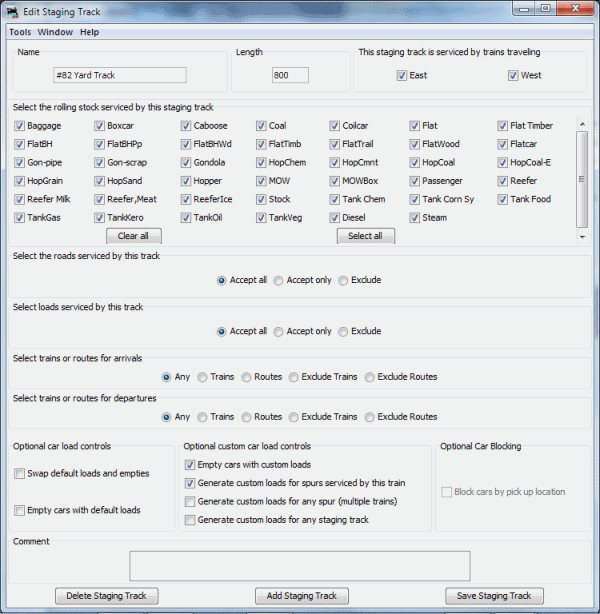 Edit Staging Track
Tools Window Help
Name Length This staging track is serviced by trains traveling
#82 Yard Track 800 East West
Select the rolling stock serviced by this staging track
Baggage Boxcar Caboose Coal Coilcar Flat Flat Timber
FlatBH FlatBHPp FlatBHWd FlatTimb FlatTrail FlatWood Flatcar
Gon-pipe Gon-scrap Gondola HopChem HopCmnt HopCoal HopCoal-E
HopGrain HopSand Hopper MOW MOWBox Passenger Reefer
Reefer Milk Reefer,Meat ReeferIce Stock Tank Chem Tank Corn Sy Tank Food
TankGas TankKero TankOil TankVeg Diesel Steam
Clear all Select all
Select the roads serviced by this track
Accept all Accept only Exclude
Select loads serviced by this track
Accept all Accept only Exclude
Select trains or routes for arrivals
Any Trains Routes Exclude Trains Exclude Routes
Select trains or routes for departures
Any Trains Routes Exclude Trains Exclude Routes
Optional car load controls Optional custom car load controls Optional Car Blocking
Empty cars with custom loads
Swap default loads and empties
Generate custom loads for spurs serviced by this train
Block cars by pick up location
Generate custom loads for any spur (multiple trains)
Empty cars with default loads
Generate custom loads for any staging track
Comment
Delete Staging Track Add Staging Track Save Staging Track